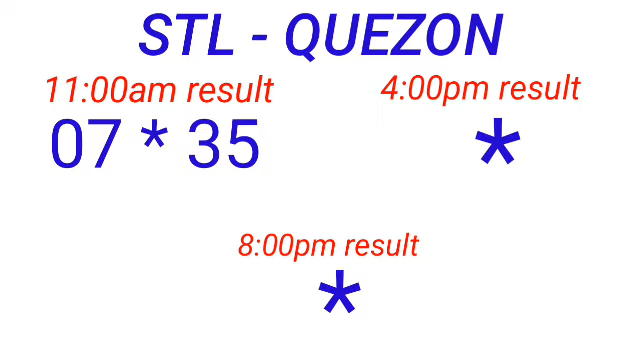 STL - QUEZON
11:00am result
07 * 35
4:00pm result
*
8:00pm result
*